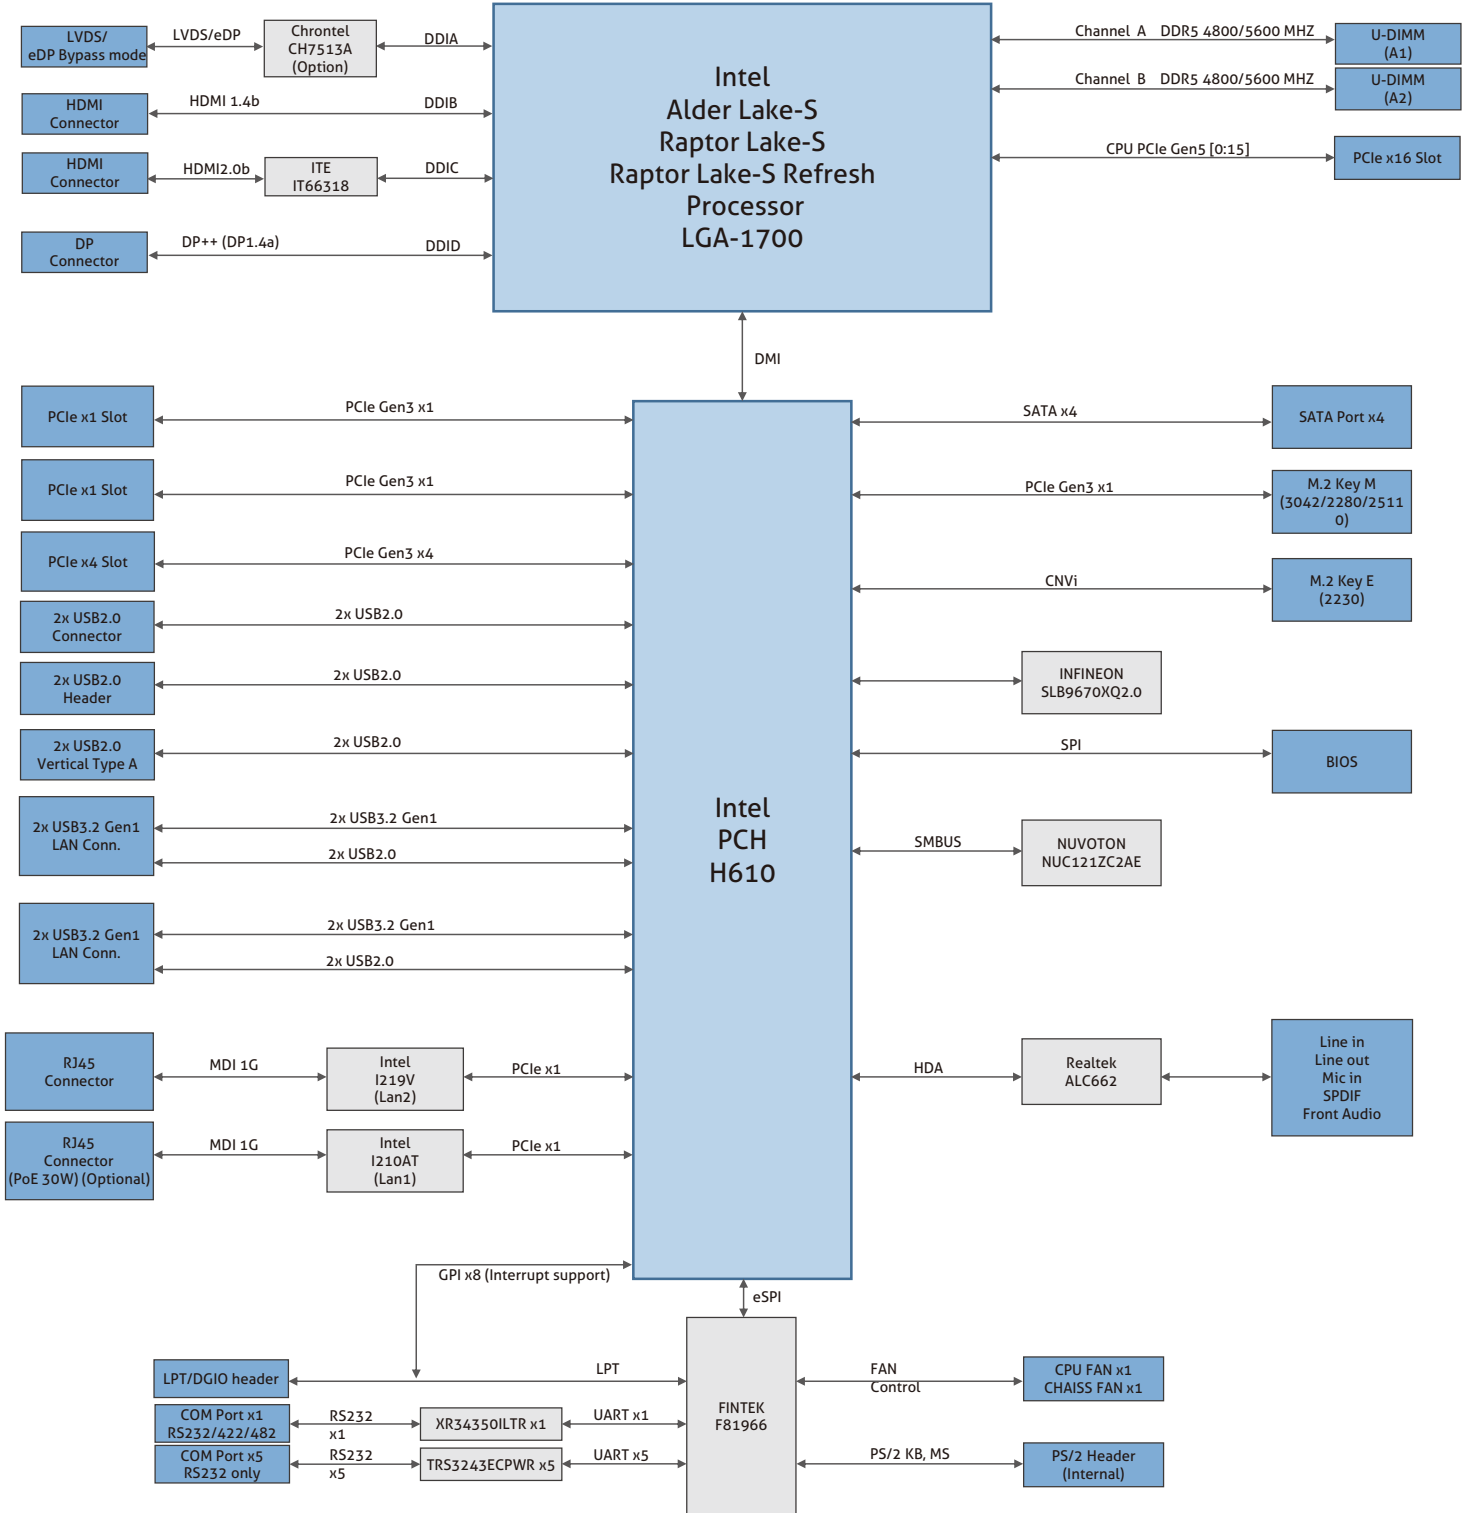 LVDS/
eDP Bypass mode
LVDS/eDP
Chrontel
CH7513A
(Option)
DDIA
HDMI
Connector
HDMI 1.4b
DDIB
HDMI
Connector
HDMI2.0b
ITE
IT66318
DDIC
DP
Connector
DP++ (DP1.4a)
DDID
Intel
Alder Lake-S
Raptor Lake-S
Raptor Lake-S Refresh
Processor
LGA-1700
Channel A DDR5 4800/5600 MHZ
U-DIMM
(A1)
Channel B DDR5 4800/5600 MHZ
U-DIMM
(A2)
CPU PCIe Gen5 [0:15]
PCIe x16 Slot
DMI
PCIe x1 Slot
PCIe Gen3 x1
PCIe x1 Slot
PCIe Gen3 x1
PCIe x4 Slot
PCIe Gen3 x4
2x USB2.0
Connector
2x USB2.0
2x USB2.0
Header
2x USB2.0
2x USB2.0
Vertical Type A
2x USB2.0
2x USB3.2 Gen1
LAN Conn.
2x USB3.2 Gen1
2x USB2.0
2x USB3.2 Gen1
LAN Conn.
2x USB3.2 Gen1
2x USB2.0
RJ45
Connector
MDI 1G
Intel
I219V
(Lan2)
PCIe x1
RJ45
Connector
(PoE 30W) (Optional)
MDI 1G
Intel
I210AT
(Lan1)
PCIe x1
Intel
PCH
H610
SATA x4
SATA Port x4
PCIe Gen3 x1
M.2 Key M
(3042/2280/2511
0)
CNVi
M.2 Key E
(2230)
INFINEON
SLB9670XQ2.0
SPI
BIOS
SMBUS
NUVOTON
NUC121ZC2AE
HDA
Realtek
ALC662
Line in
Line out
Mic in
SPDIF
Front Audio
GPI x8 (Interrupt support)
eSPI
LPT/DGIO header
LPT
COM Port x1
RS232/422/482
RS232
x1
XR34350ILTR x1
UART x1
COM Port x5
RS232 only
RS232
x5
TRS3243ECPWR x5
UART x5
FINTEK
F81966
FAN
Control
CPU FAN x1
CHAISS FAN x1
PS/2 KB, MS
PS/2 Header
(Internal)